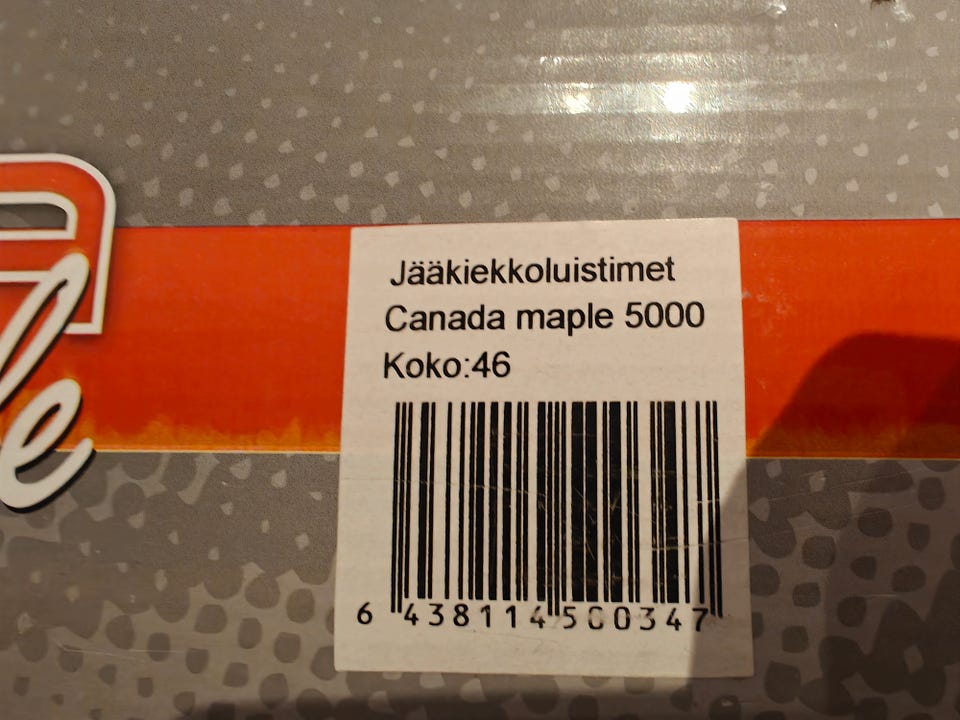 Jääkiekkoluistimet
Canada maple 5000
Koko:46
6 438114 500347